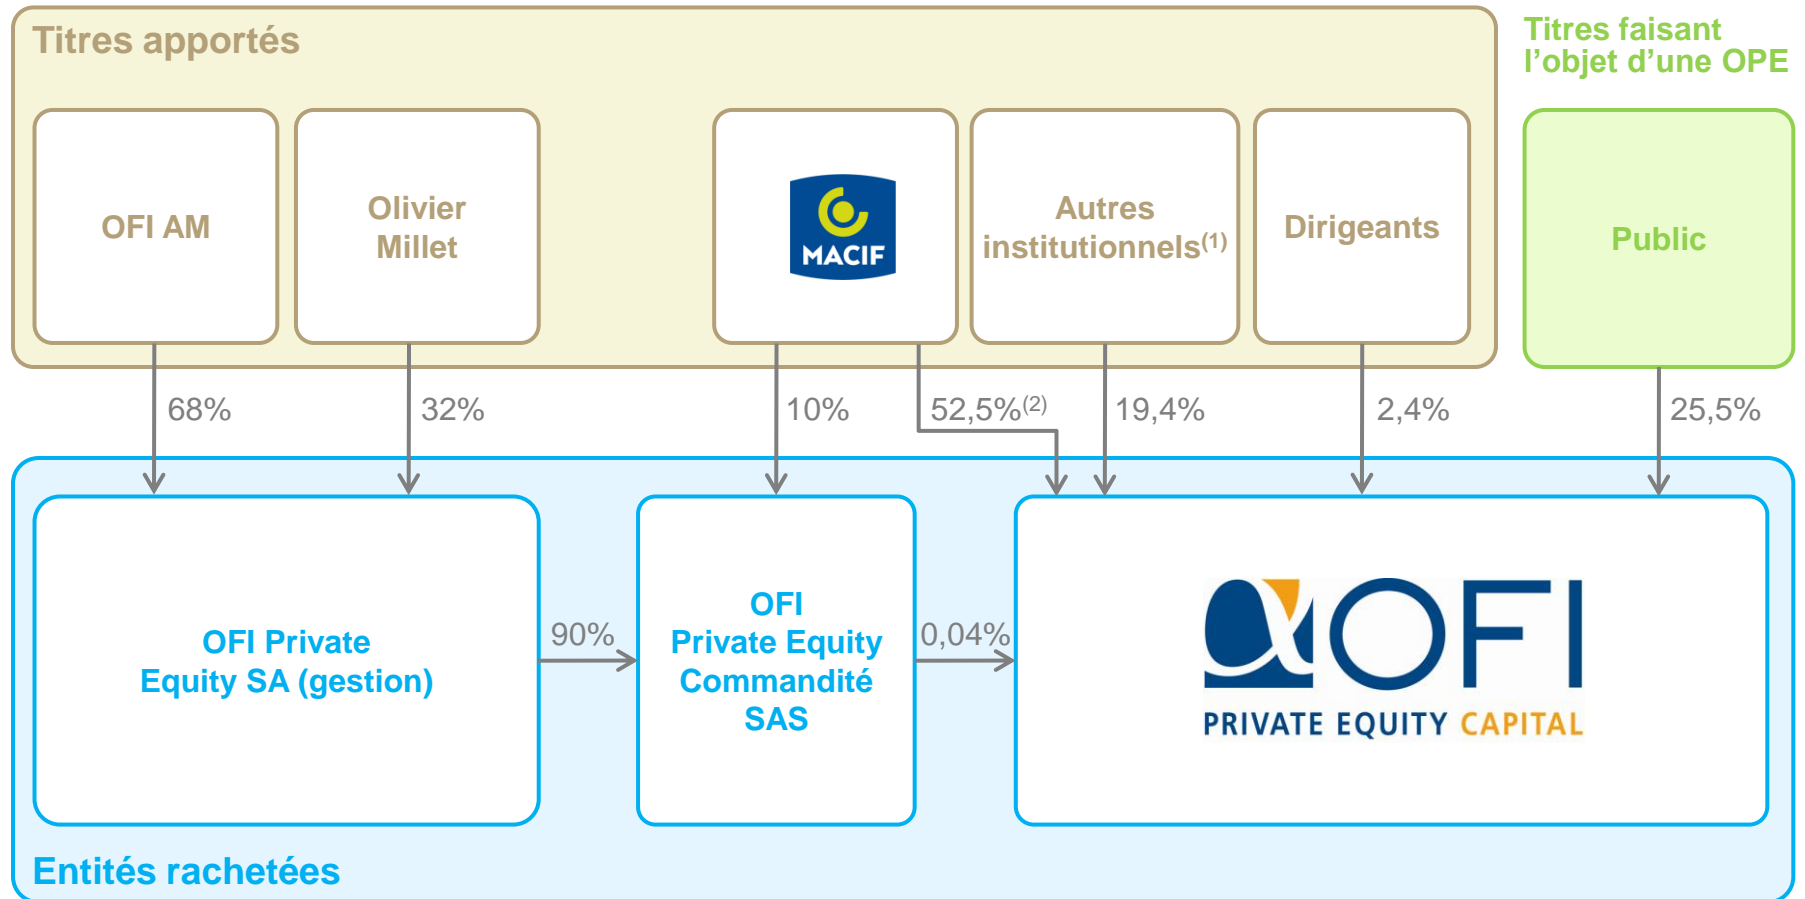 Titres apportés
Titres faisant
l’objet d’une OPE
OFI AM
Olivier
Millet
MACIF
Autres
institutionnels(1)
Dirigeants
Public
68%
32%
10%
52,5%(2)
19,4%
2,4%
25,5%
OFI Private
Equity SA (gestion)
90%
OFI
Private Equity
Commandité
SAS
0,04%
OFI
PRIVATE EQUITY CAPITAL
Entités rachetées